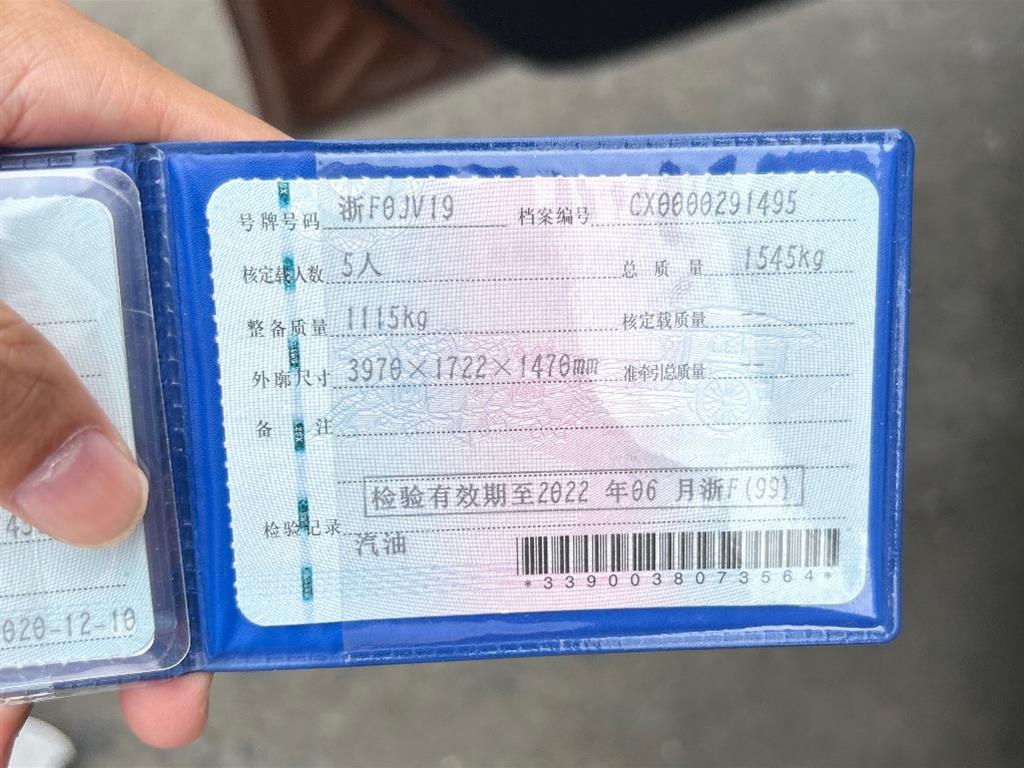 号牌号码 浙F0JV19 档案编号 CX0000291495
核定载人数 5人 总质量 1545kg
整备质量 1115kg 核定载质量 --
外廓尺寸 3970×1722×1470mm 准牵引总质量 --
备注
检验有效期至2022 年06 月浙F(99)
检验记录
汽油
*3390038073564*
020-12-10